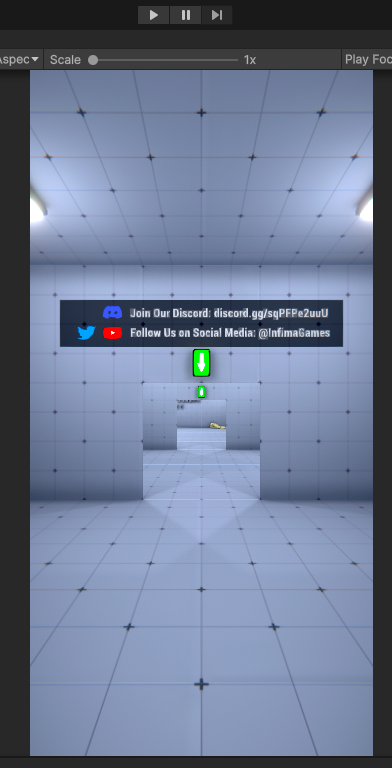 Aspec
Scale
1x
Play Foc
Join Our Discord: discord.gg/sqPFPe2uuU
Follow Us on Social Media: @InfimaGames